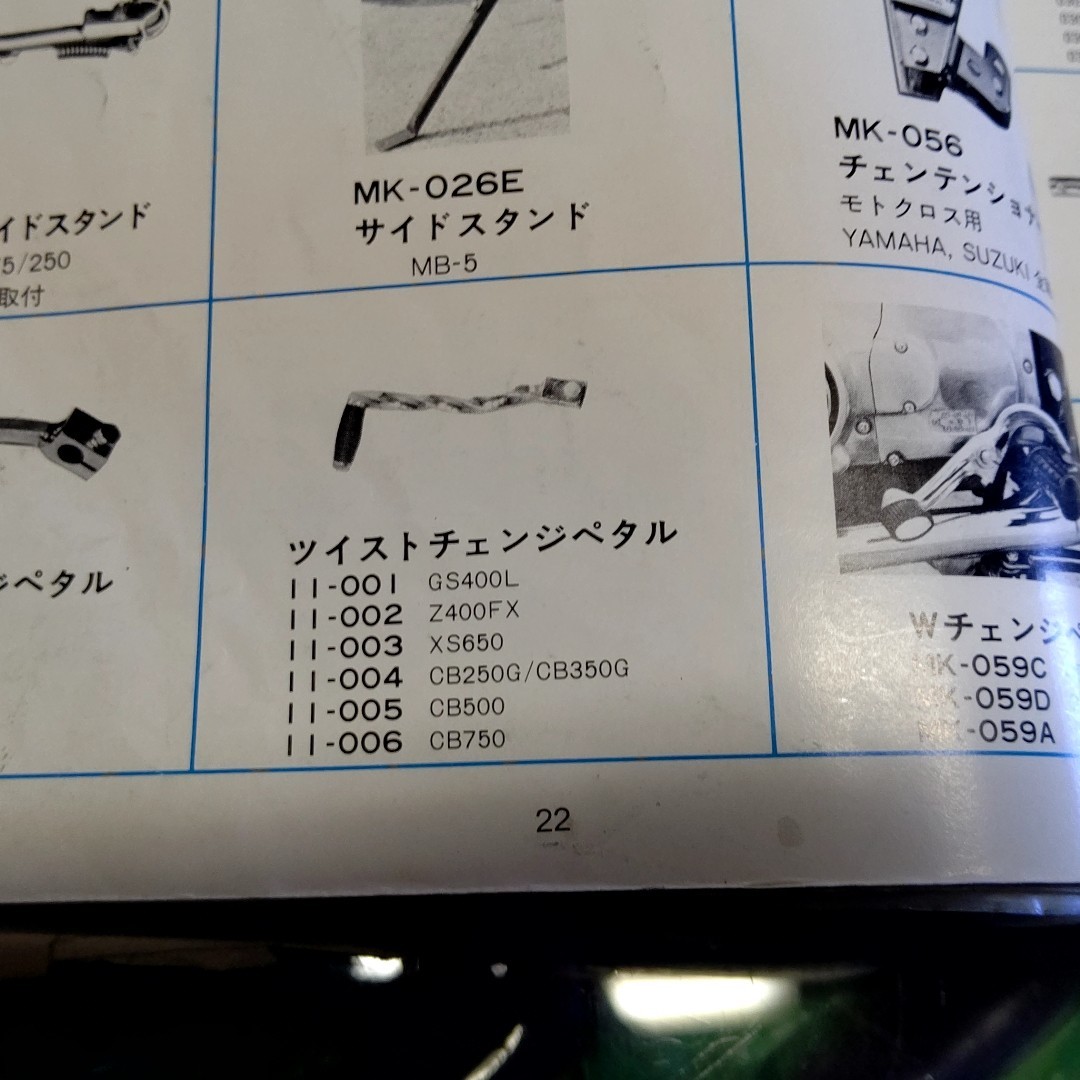 イドスタンド
5/250
取付
MK-026E
サイドスタンド
MB-5
MK-056
チェンテンショナ
モトクロス用
YAMAHA, SUZUKI
ジペタル
ツイストチェンジペタル
11-001 GS400L
11-002 Z400FX
11-003 XS650
11-004 CB250G/CB350G
11-005 CB500
11-006 CB750
Wチェンジペ
MK-059C
MK-059D
MK-059A
22